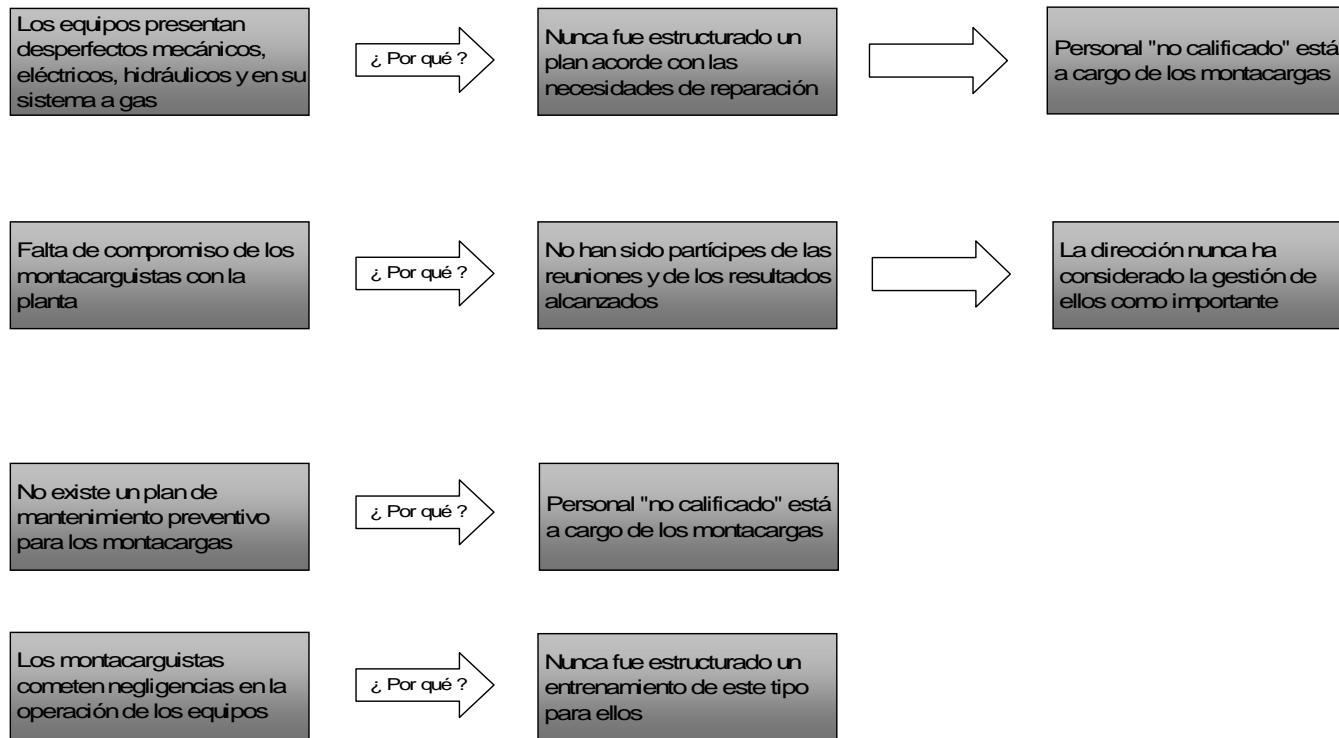 Los equipos presentan
desperfectos mecánicos,
eléctricos, hidráulicos y en su
sistema a gas
¿ Por qué ?
Nunca fue estructurado un
plan acorde con las
necesidades de reparación
Personal "no calificado" está
a cargo de los montacargas
Falta de compromiso de los
montacarguistas con la
planta
¿ Por qué ?
No han sido partícipes de las
reuniones y de los resultados
alcanzados
La dirección nunca ha
considerado la gestión de
ellos como importante
No existe un plan de
mantenimiento preventivo
para los montacargas
¿ Por qué ?
Personal "no calificado" está
a cargo de los montacargas
Los montacarguistas
cometen negligencias en la
operación de los equipos
¿ Por qué ?
Nunca fue estructurado un
entrenamiento de este tipo
para ellos